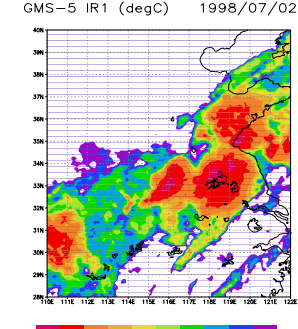 GMS-5 IR1 (degC) 1998/07/02
40N
39N
38N
37N
36N
35N
34N
33N
32N
31N
30N
29N
28N
110E 111E 112E 113E 114E 115E 116E 117E 118E 119E 120E 121E 122E